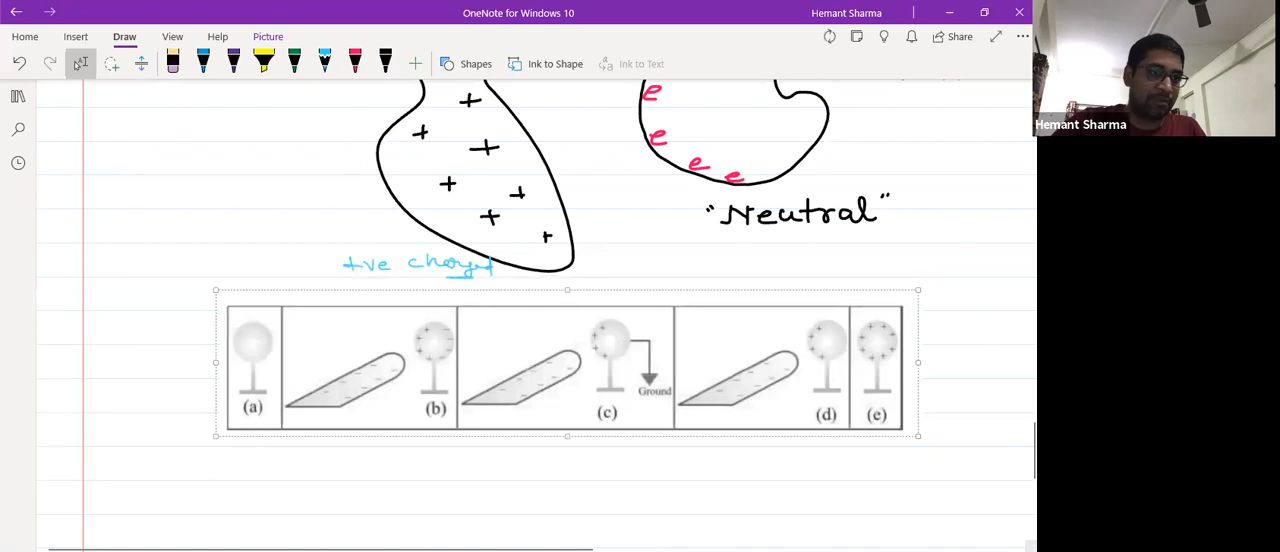 OneNote for Windows 10
Hemant Sharma
Home Insert Draw View Help Picture
Share
Shapes Ink to Shape Ink to Text
Hemant Sharma
+ + + + + + + +
e
e
e e
"Neutral"
+ve charged
Ground
(a) (b) (c) (d) (e)